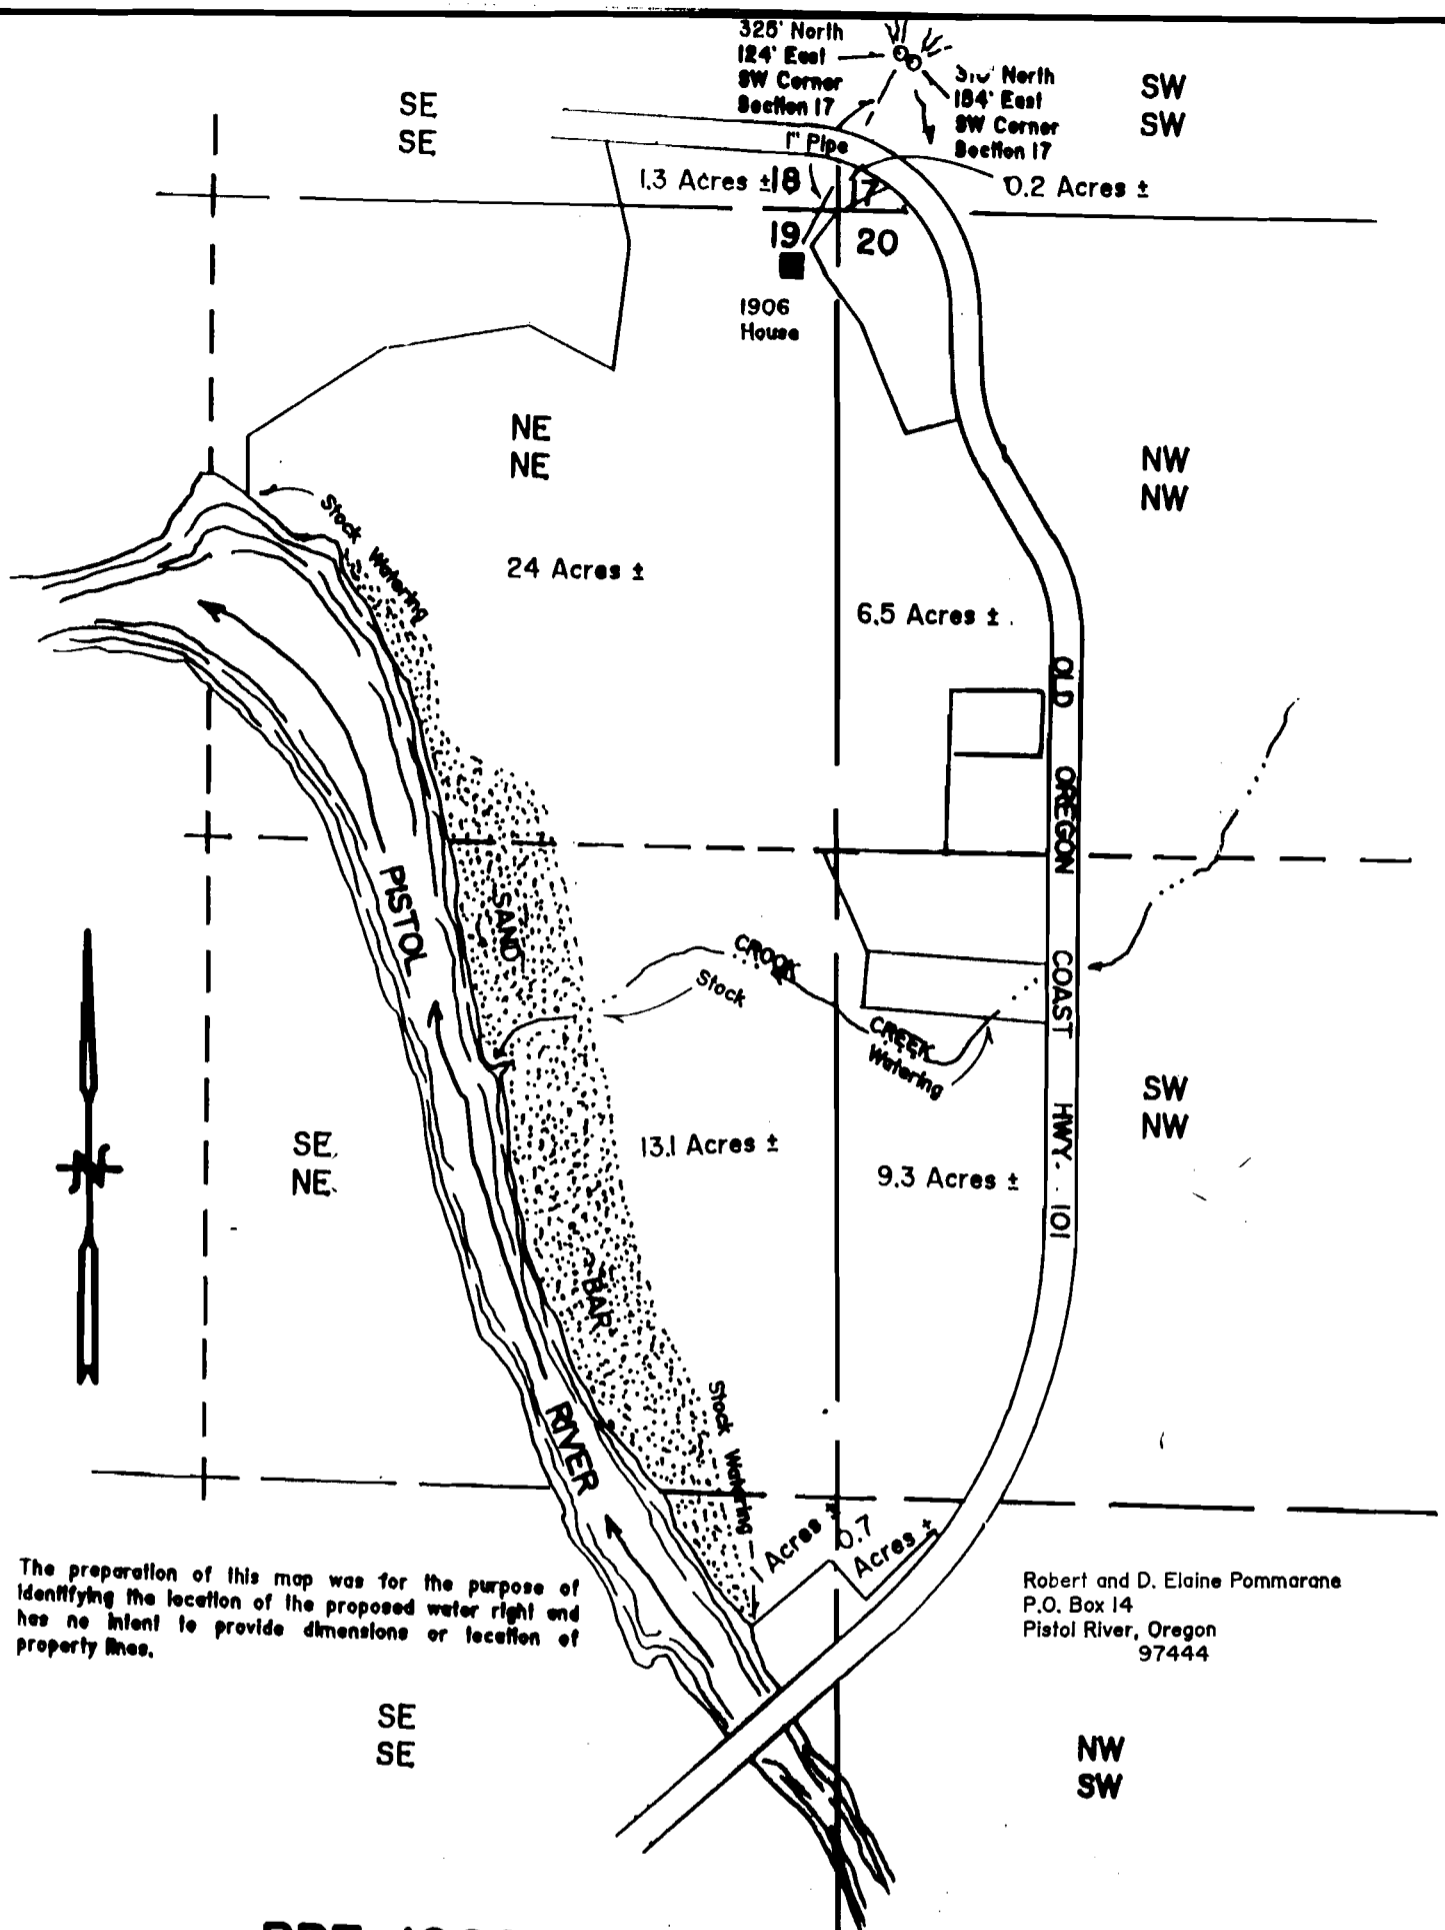 325' North
124' East
SW Corner
Section 17
North
184' East
SW Corner
Section 17
SW
SW
SE
SE
1" Pipe
1.3 Acres ±
18
17
0.2 Acres ±
19
20
1906
House
NE
NE
NW
NW
Stock Watering
24 Acres ±
6.5 Acres ±
OLD OREGON COAST HWY. 101
PISTOL
RIVER
SAND
BAR
CROOK
CREEK
Stock
Watering
N
SE
NE
13.1 Acres ±
9.3 Acres ±
SW
NW
Stock Watering
Acres ±
0.7
Acres ±
The preparation of this map was for the purpose of
identifying the location of the proposed water right and
has no intent to provide dimensions or location of
property lines.
Robert and D. Elaine Pommarane
P.O. Box 14
Pistol River, Oregon
97444
SE
SE
NW
SW